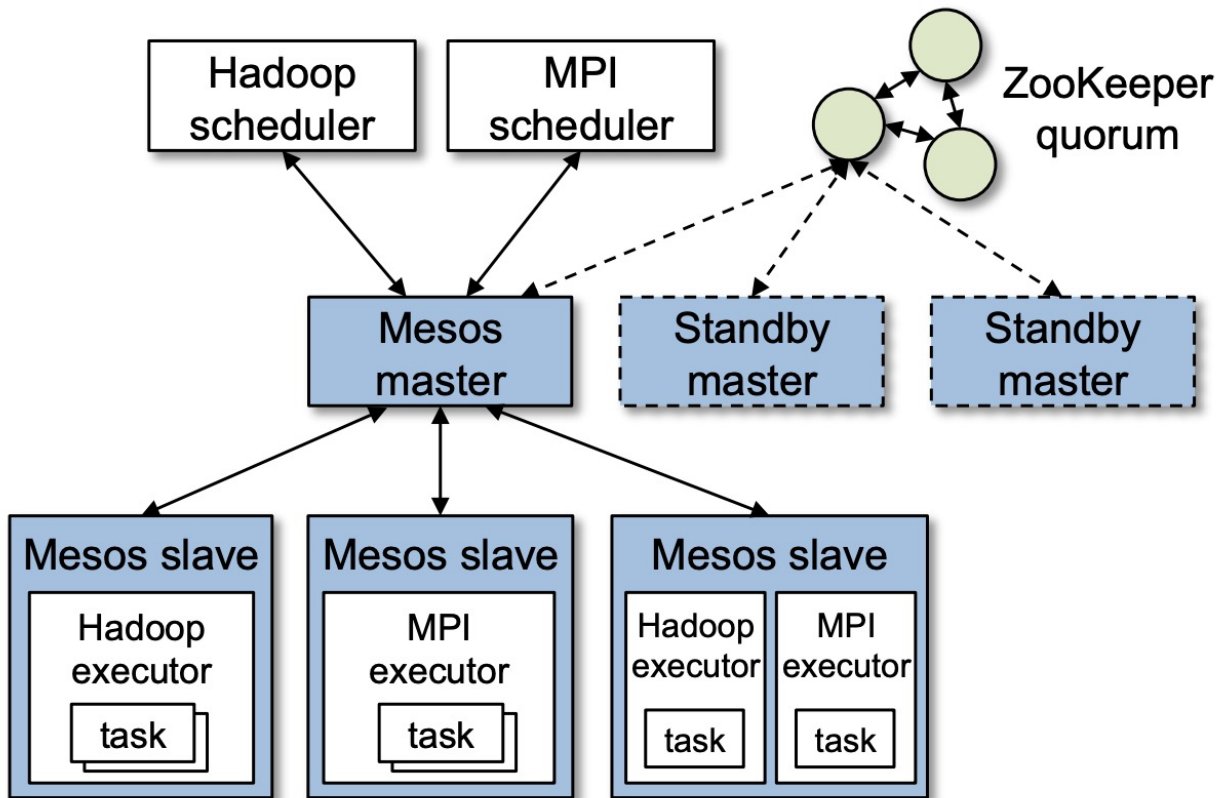 Hadoop
scheduler
MPI
scheduler
ZooKeeper
quorum
Mesos
master
Standby
master
Standby
master
Mesos slave
Hadoop
executor
task
Mesos slave
MPI
executor
task
Mesos slave
Hadoop
executor
task
MPI
executor
task